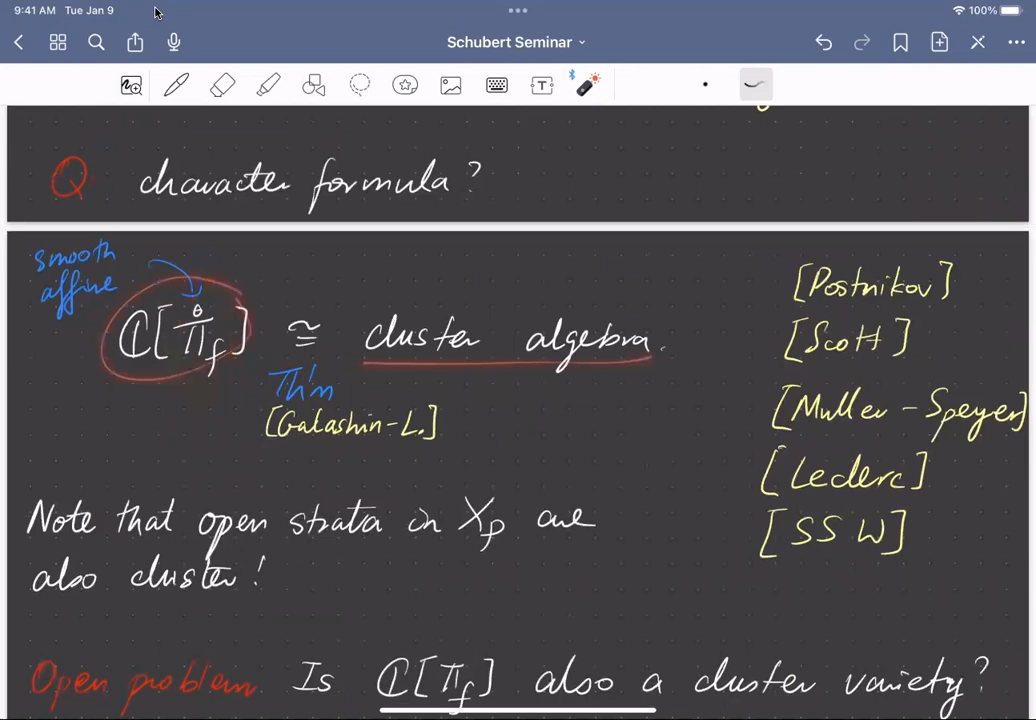 9:41 AM Tue Jan 9
100%
Schubert Seminar
Q character formula?
smooth
affine
ℂ[Π̊_f] ≅ cluster algebra.
Thm
[Galashin-L.]
[Postnikov]
[Scott]
[Muller-Speyer]
[Leclerc]
[SSW]
Note that open strata in X_P are
also cluster!
Open problem Is ℂ[Π_f] also a cluster variety?